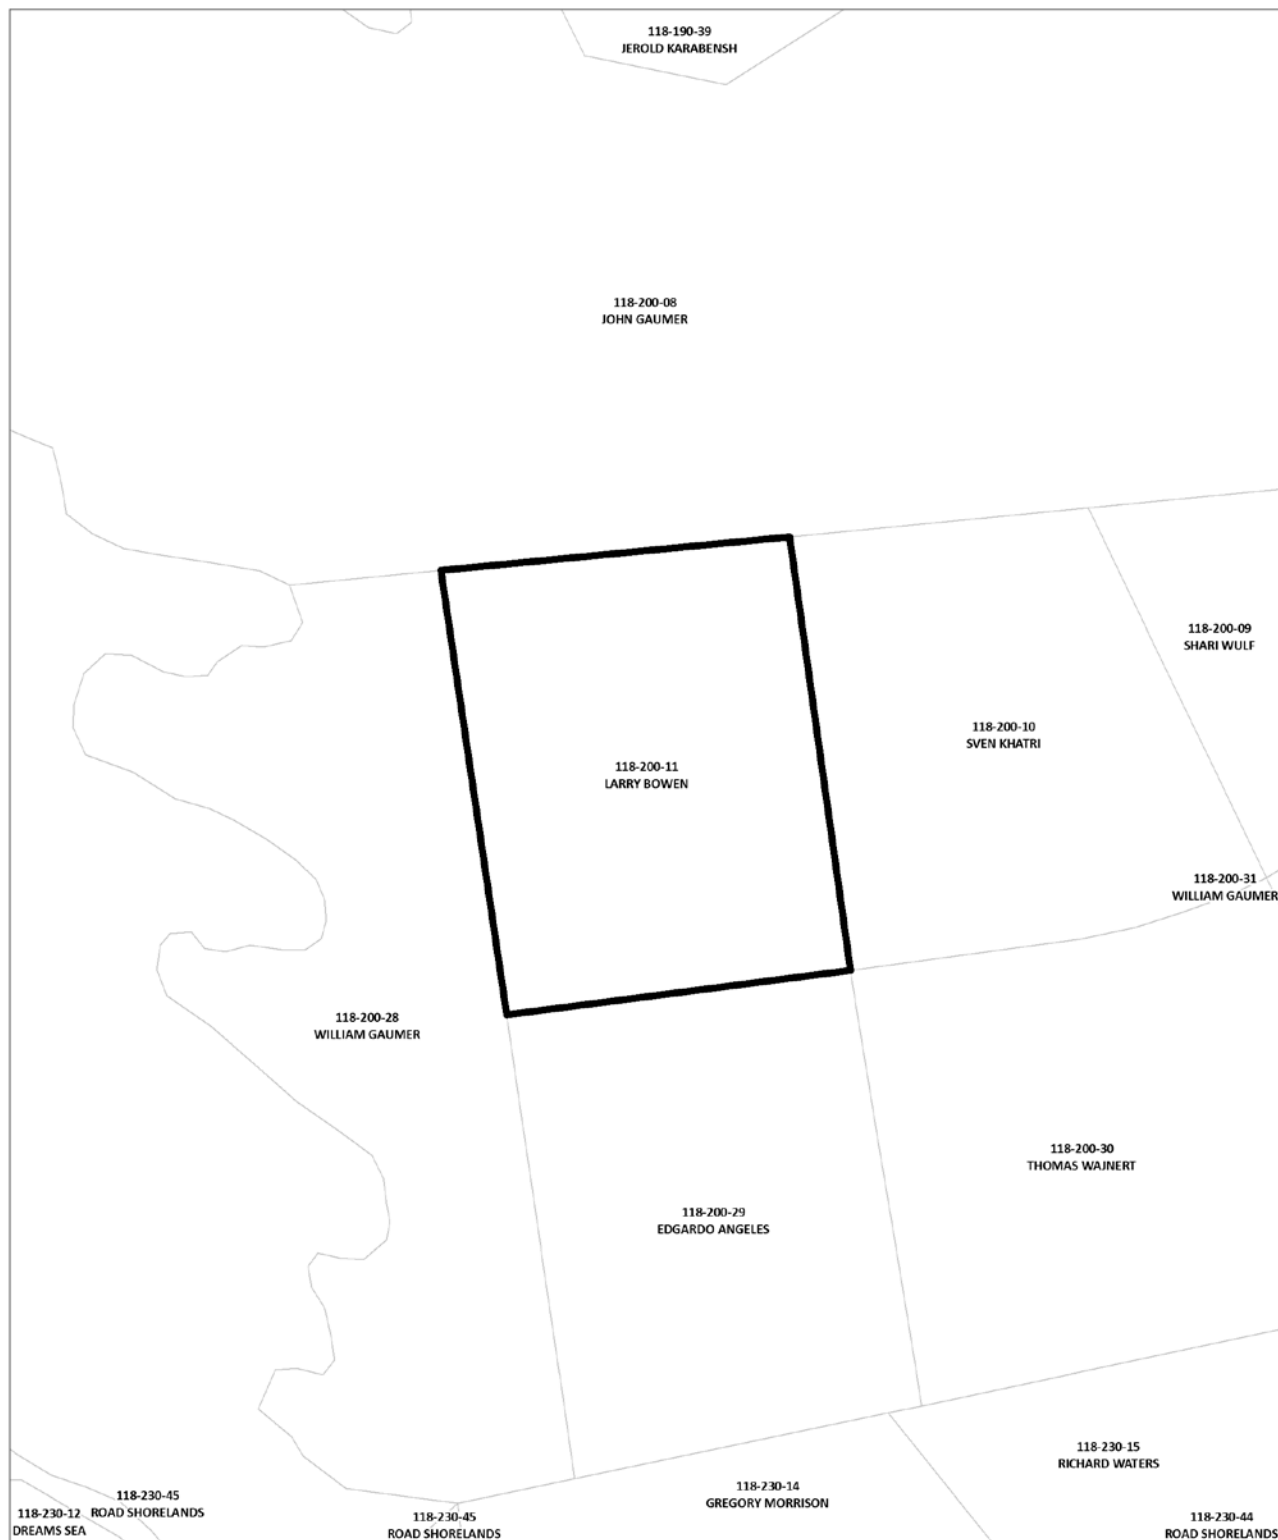 118-190-39
JEROLD KARABENSH
118-200-08
JOHN GAUMER
118-200-09
SHARI WULF
118-200-10
SVEN KHATRI
118-200-11
LARRY BOWEN
118-200-31
WILLIAM GAUMER
118-200-28
WILLIAM GAUMER
118-200-30
THOMAS WAJNERT
118-200-29
EDGARDO ANGELES
118-230-15
RICHARD WATERS
118-230-14
GREGORY MORRISON
118-230-45
ROAD SHORELANDS
118-230-12
DREAMS SEA
118-230-45
ROAD SHORELANDS
118-230-44
ROAD SHORELANDS